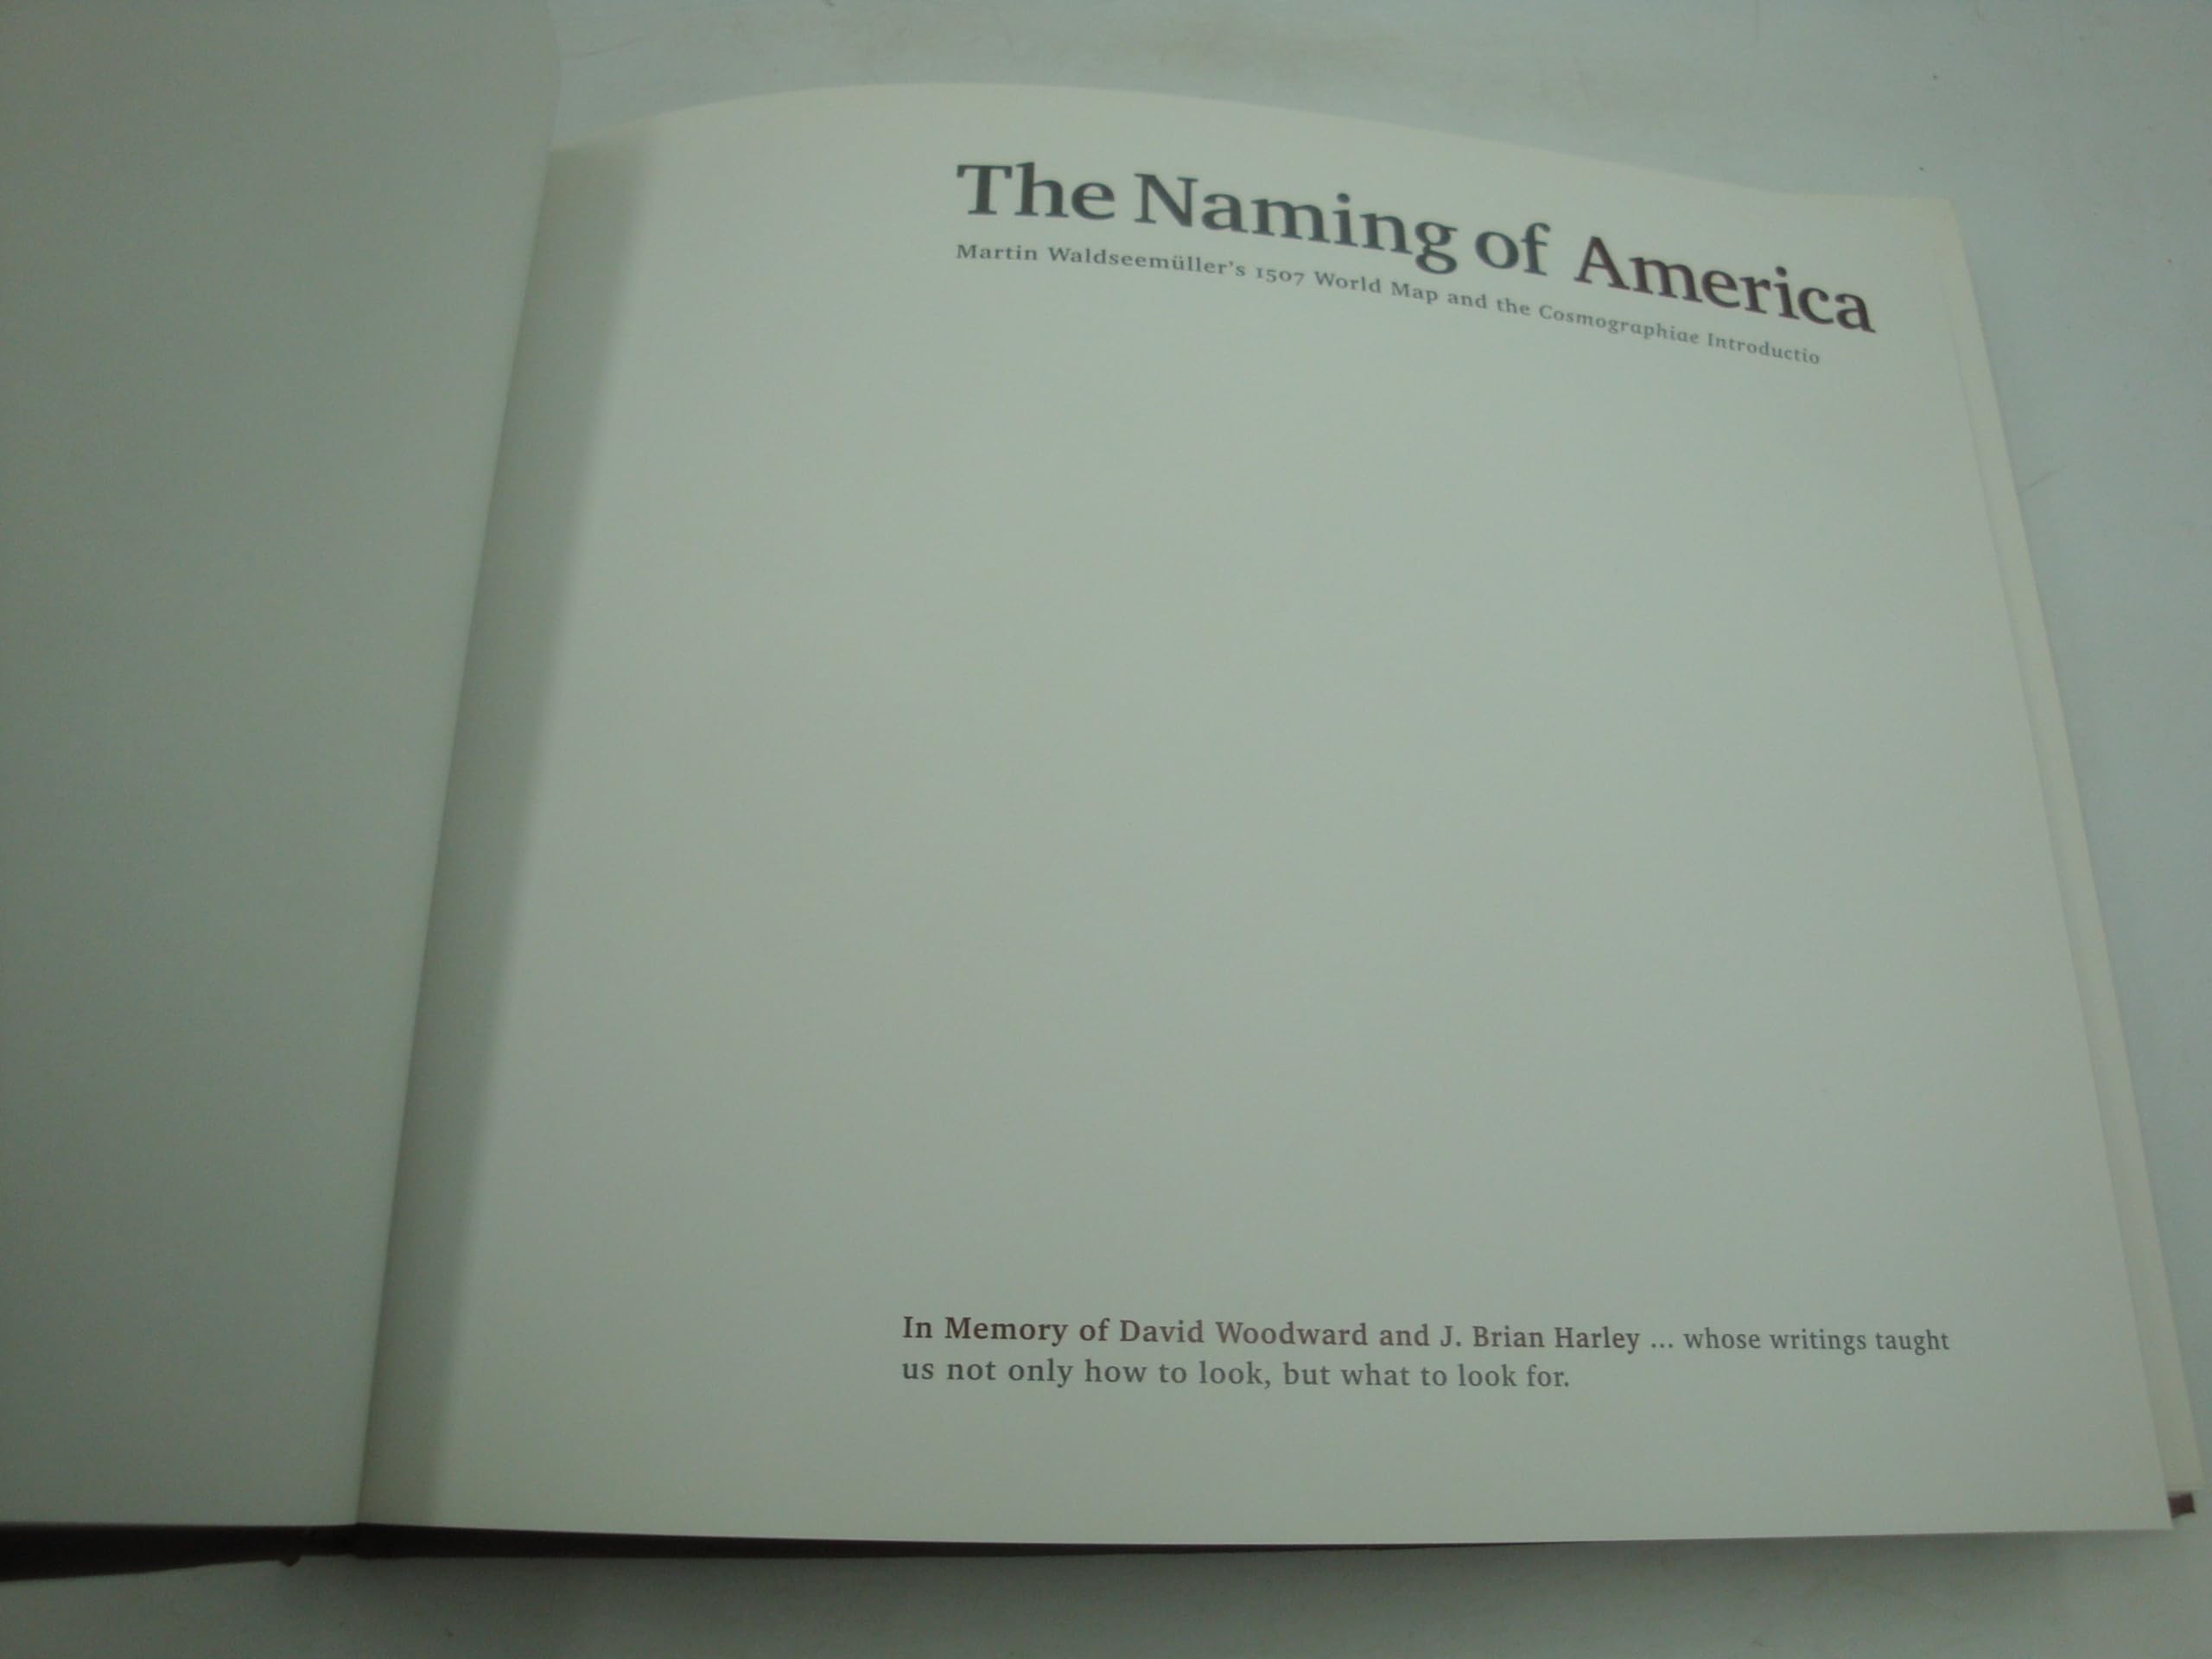 The Naming of America
Martin Waldseemüller's 1507 World Map and the Cosmographiae Introductio
In Memory of David Woodward and J. Brian Harley ... whose writings taught
us not only how to look, but what to look for.